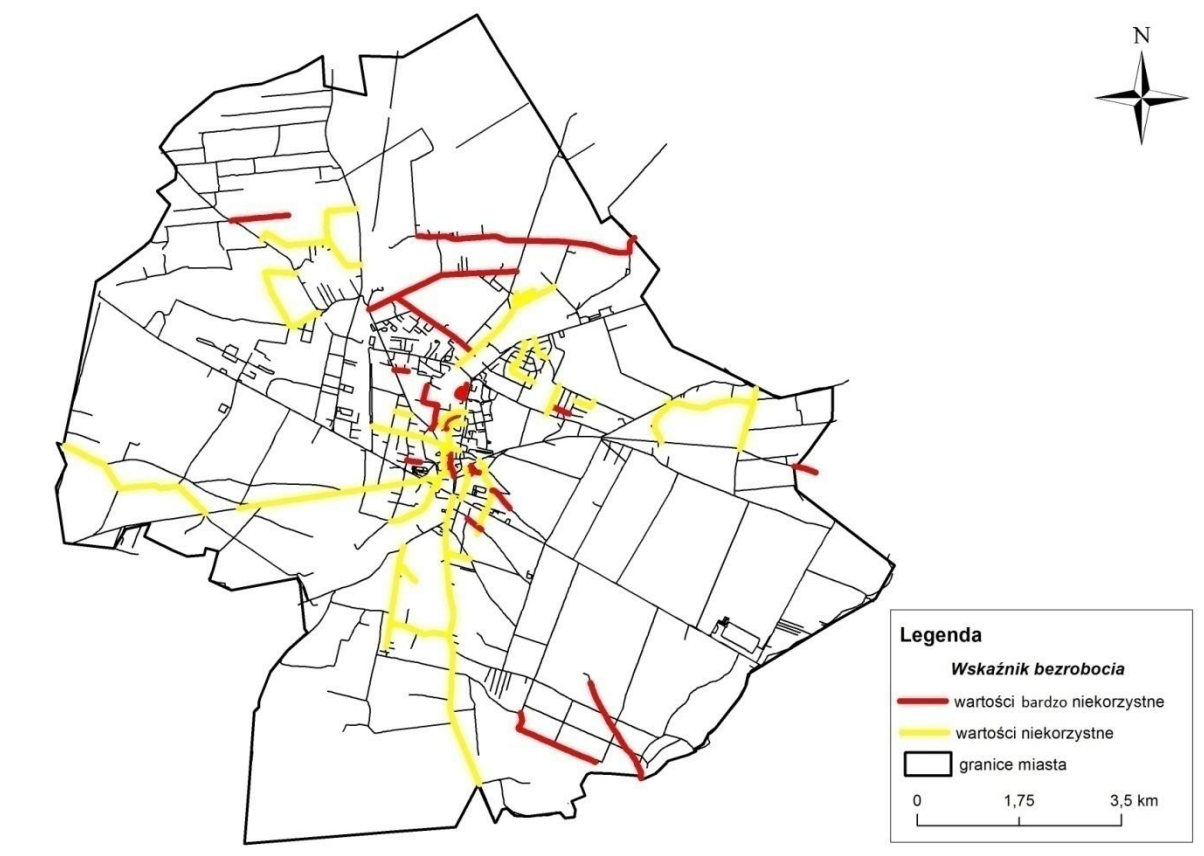 N
Legenda
Wskaźnik bezrobocia
wartości bardzo niekorzystne
wartości niekorzystne
granice miasta
0 1,75 3,5 km